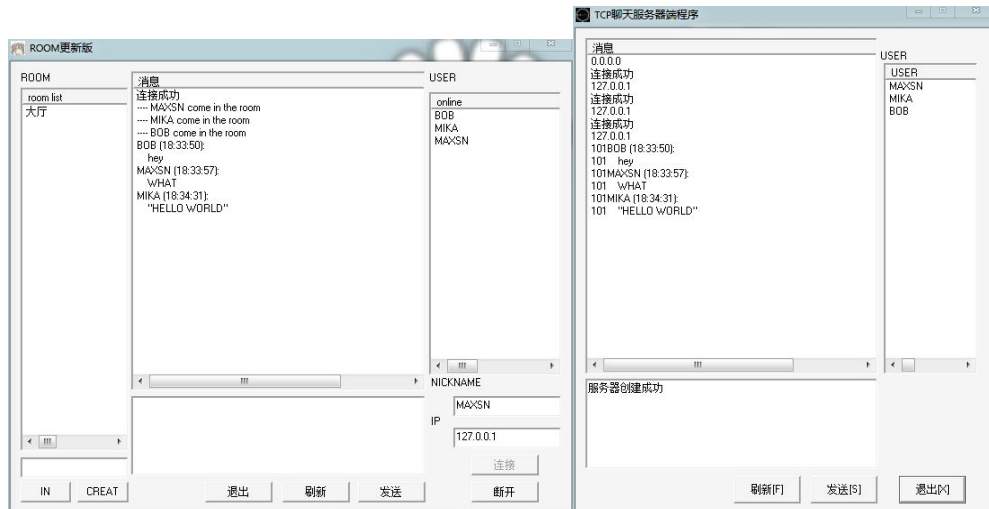 ROOM更新版
ROOM
room list
大厅
IN
CREAT
消息
连接成功
---- MAXSN come in the room
---- MIKA come in the room
---- BOB come in the room
BOB (18:33:50):
hey
MAXSN (18:33:57):
WHAT
MIKA (18:34:31):
"HELLO WORLD"
退出
刷新
发送
USER
online
BOB
MIKA
MAXSN
NICKNAME
MAXSN
IP
127.0.0.1
连接
断开
TCP聊天服务器端程序
消息
0.0.0.0
连接成功
127.0.0.1
连接成功
127.0.0.1
连接成功
127.0.0.1
101BOB (18:33:50):
101 hey
101MAXSN (18:33:57):
101 WHAT
101MIKA (18:34:31):
101 "HELLO WORLD"
USER
USER
MAXSN
MIKA
BOB
服务器创建成功
刷新[F]
发送[S]
退出[X]